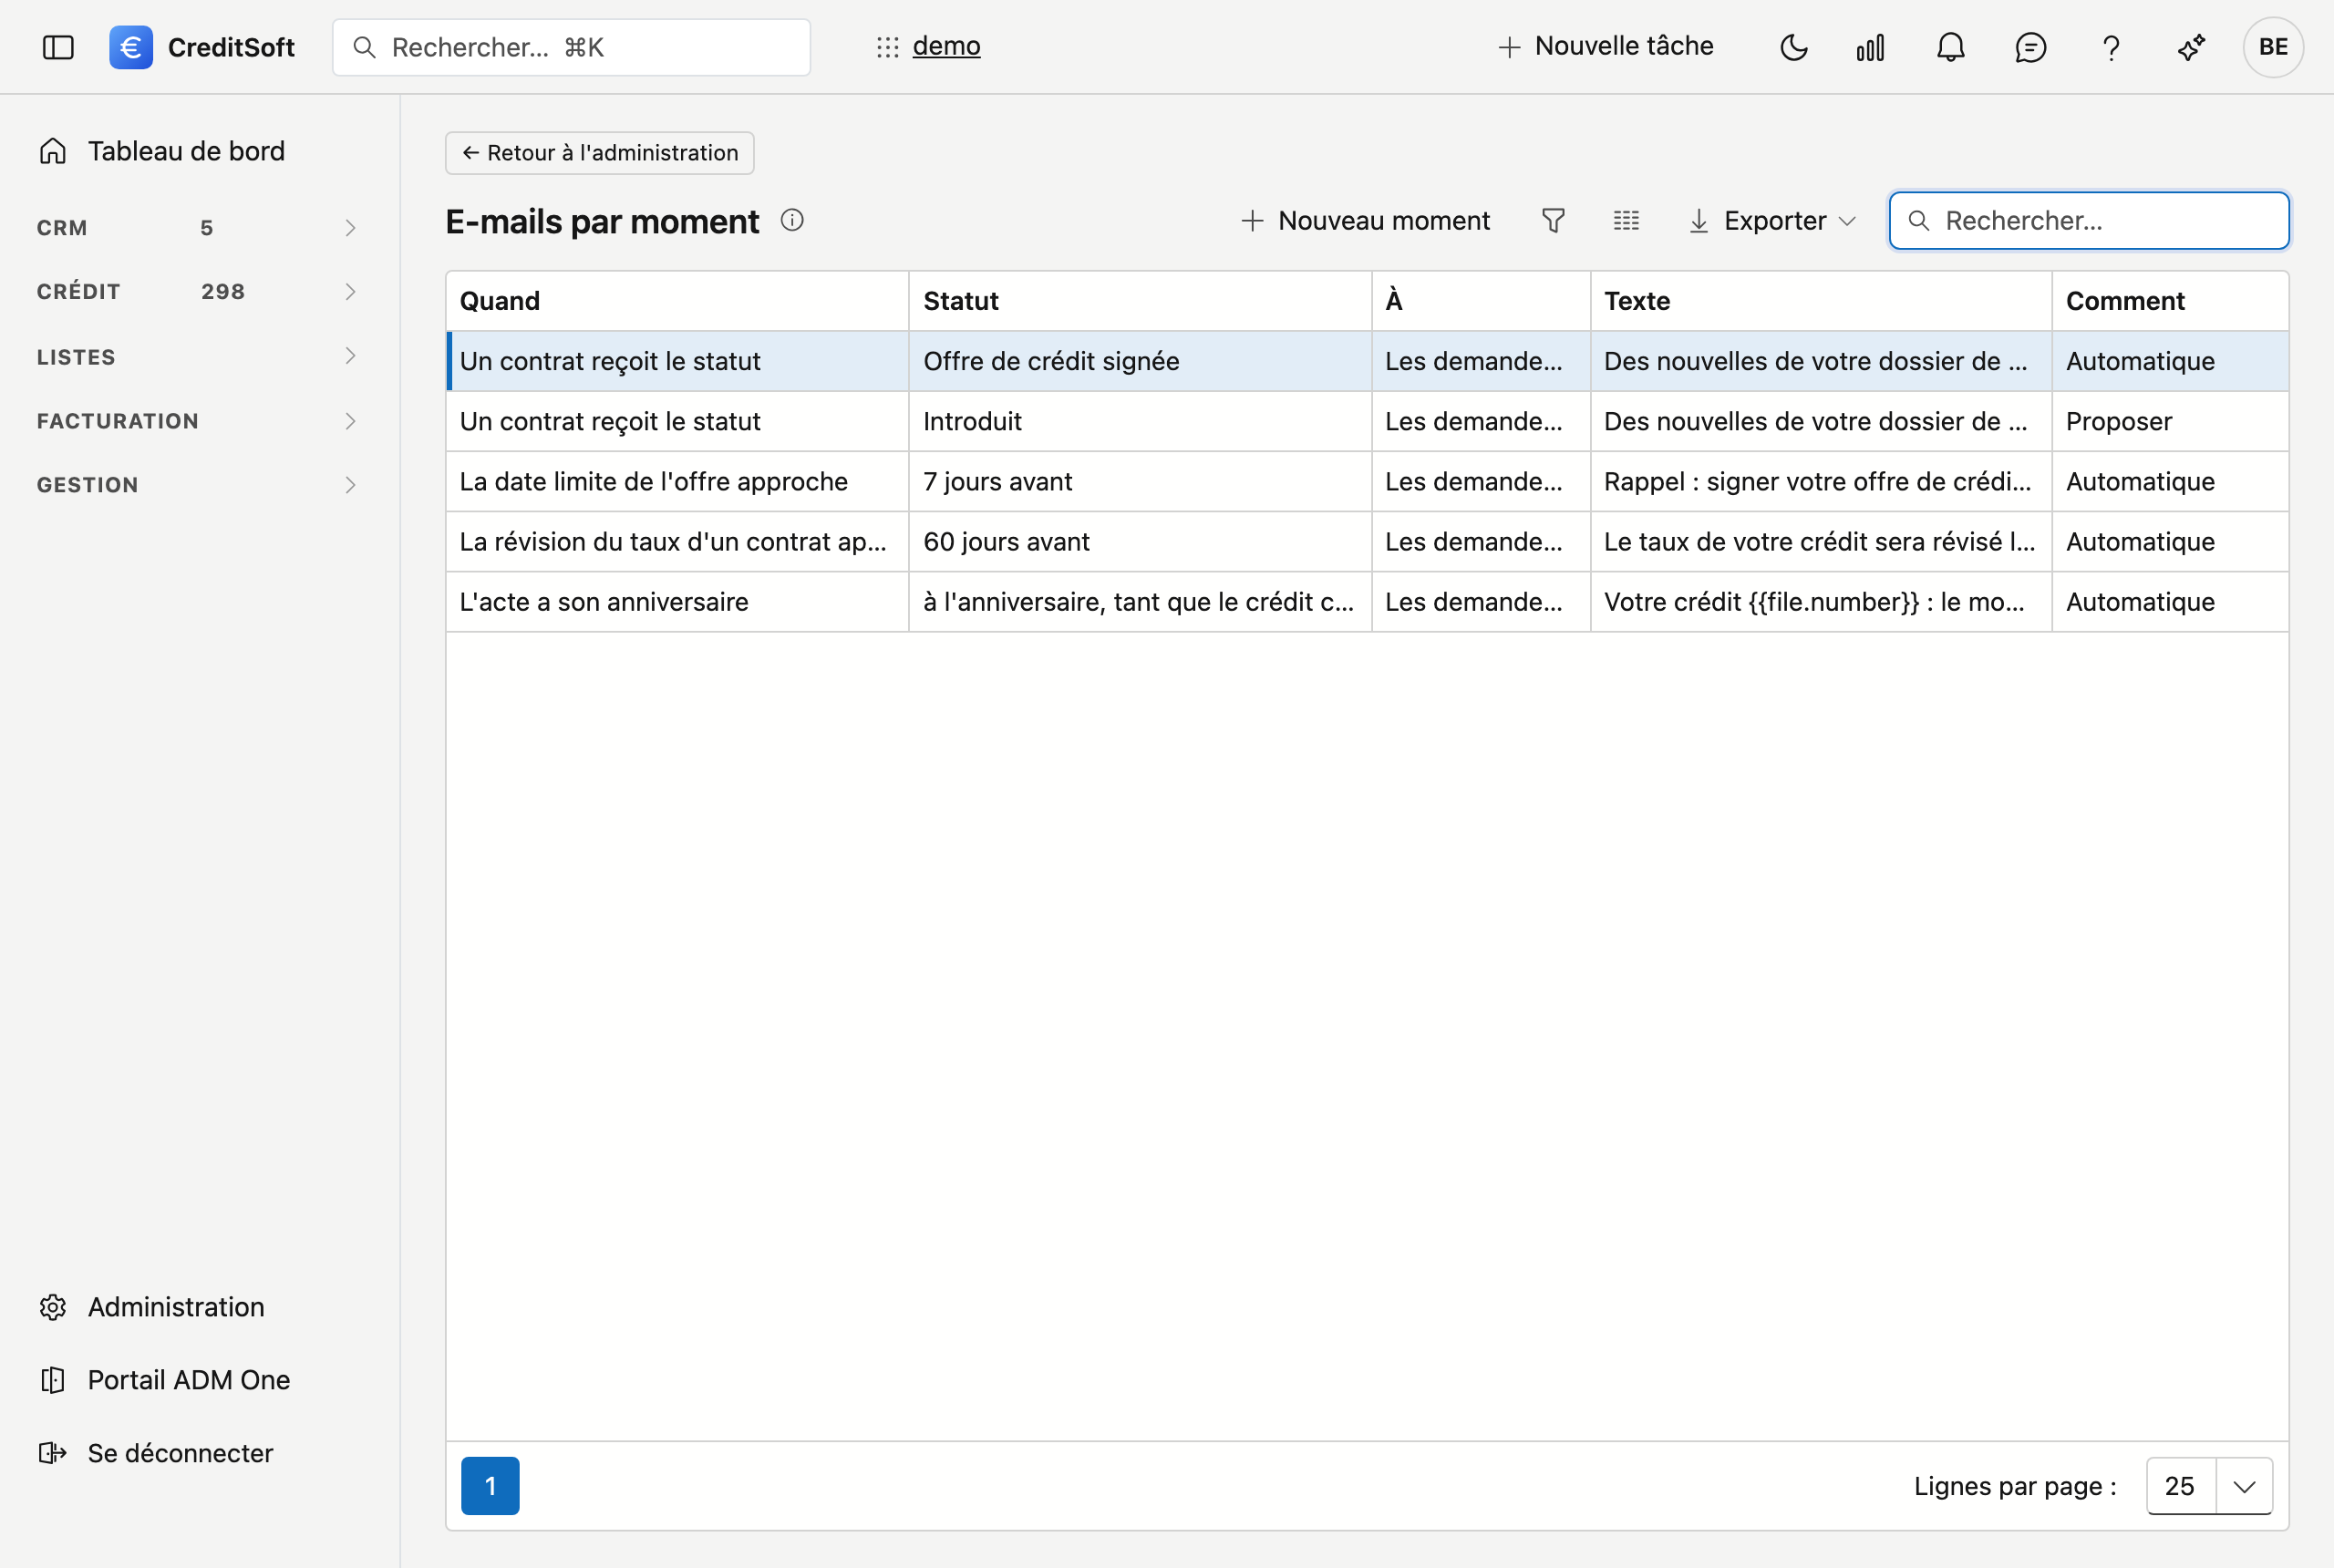 CreditSoft
Rechercher... ⌘K
demo
Nouvelle tâche
BE
Tableau de bord
CRM 5
CRÉDIT 298
LISTES
FACTURATION
GESTION
Administration
Portail ADM One
Se déconnecter
← Retour à l'administration
E-mails par moment
Nouveau moment
Exporter
Rechercher...
Quand Statut À Texte Comment
Un contrat reçoit le statut Offre de crédit signée Les demande... Des nouvelles de votre dossier de ... Automatique
Un contrat reçoit le statut Introduit Les demande... Des nouvelles de votre dossier de ... Proposer
La date limite de l'offre approche 7 jours avant Les demande... Rappel : signer votre offre de crédi... Automatique
La révision du taux d'un contrat ap... 60 jours avant Les demande... Le taux de votre crédit sera révisé l... Automatique
L'acte a son anniversaire à l'anniversaire, tant que le crédit c... Les demande... Votre crédit {{file.number}} : le mo... Automatique
1
Lignes par page : 25